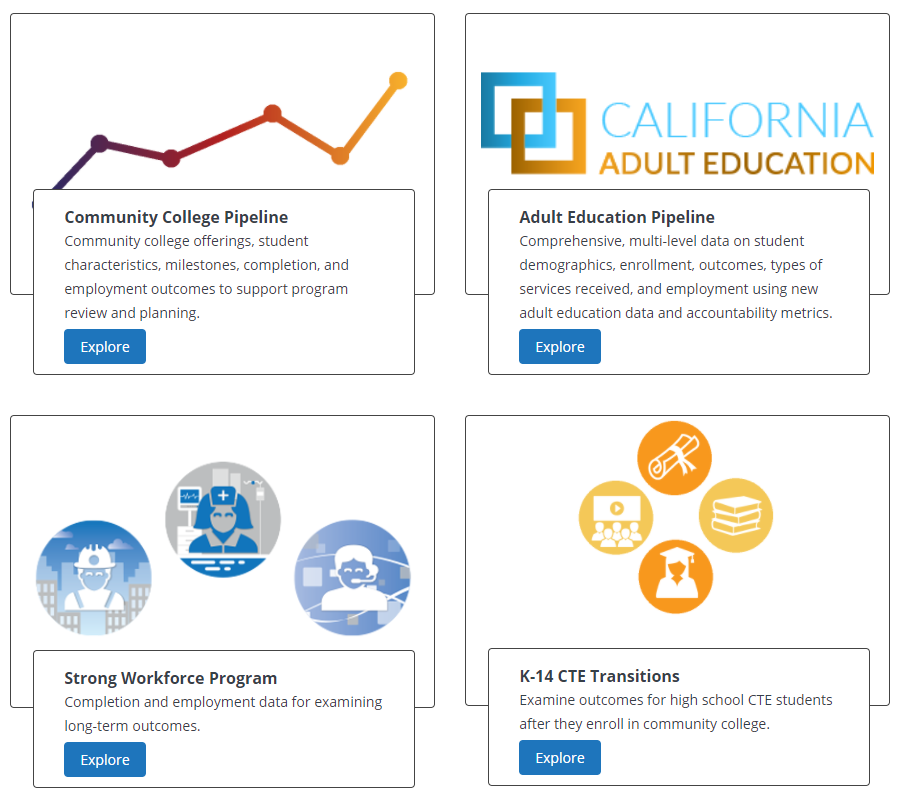 CALIFORNIA
ADULT EDUCATION
Community College Pipeline
Community college offerings, student
characteristics, milestones, completion, and
employment outcomes to support program
review and planning.
Explore
Adult Education Pipeline
Comprehensive, multi-level data on student
demographics, enrollment, outcomes, types of
services received, and employment using new
adult education data and accountability metrics.
Explore
Strong Workforce Program
Completion and employment data for examining
long-term outcomes.
Explore
K-14 CTE Transitions
Examine outcomes for high school CTE students
after they enroll in community college.
Explore